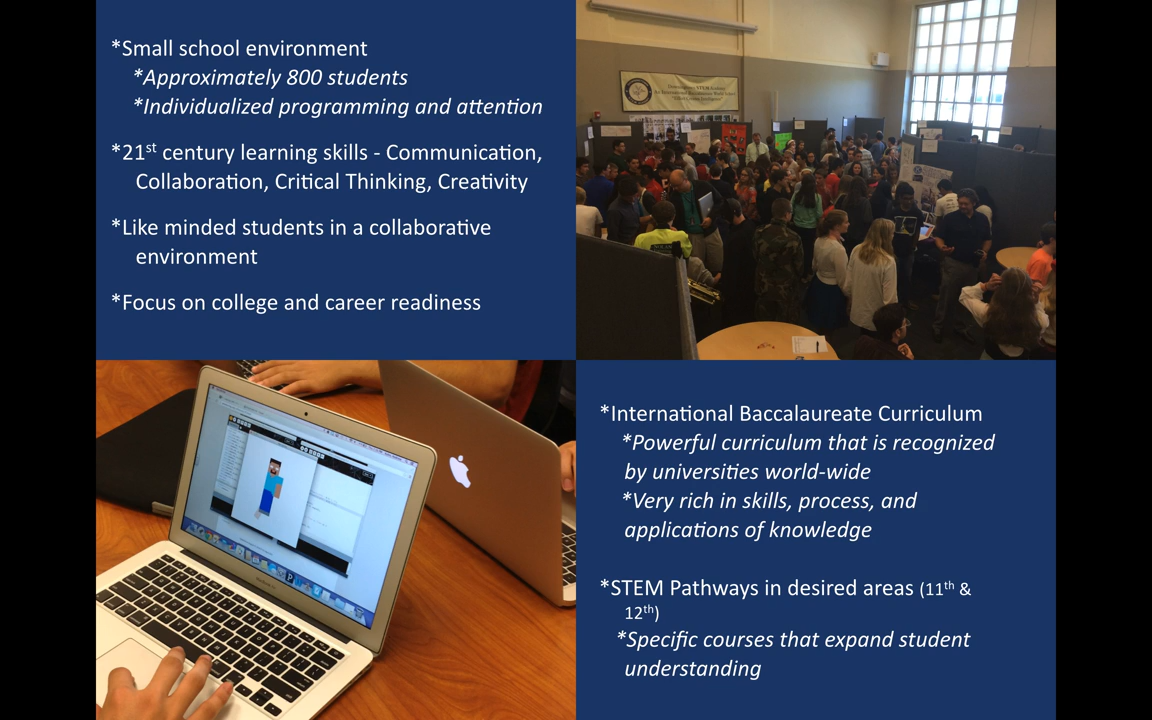 *Small school environment
*Approximately 800 students
*Individualized programming and attention
*21st century learning skills - Communication,
Collaboration, Critical Thinking, Creativity
*Like minded students in a collaborative
environment
*Focus on college and career readiness
*International Baccalaureate Curriculum
*Powerful curriculum that is recognized
by universities world-wide
*Very rich in skills, process, and
applications of knowledge
*STEM Pathways in desired areas (11th &
12th)
*Specific courses that expand student
understanding